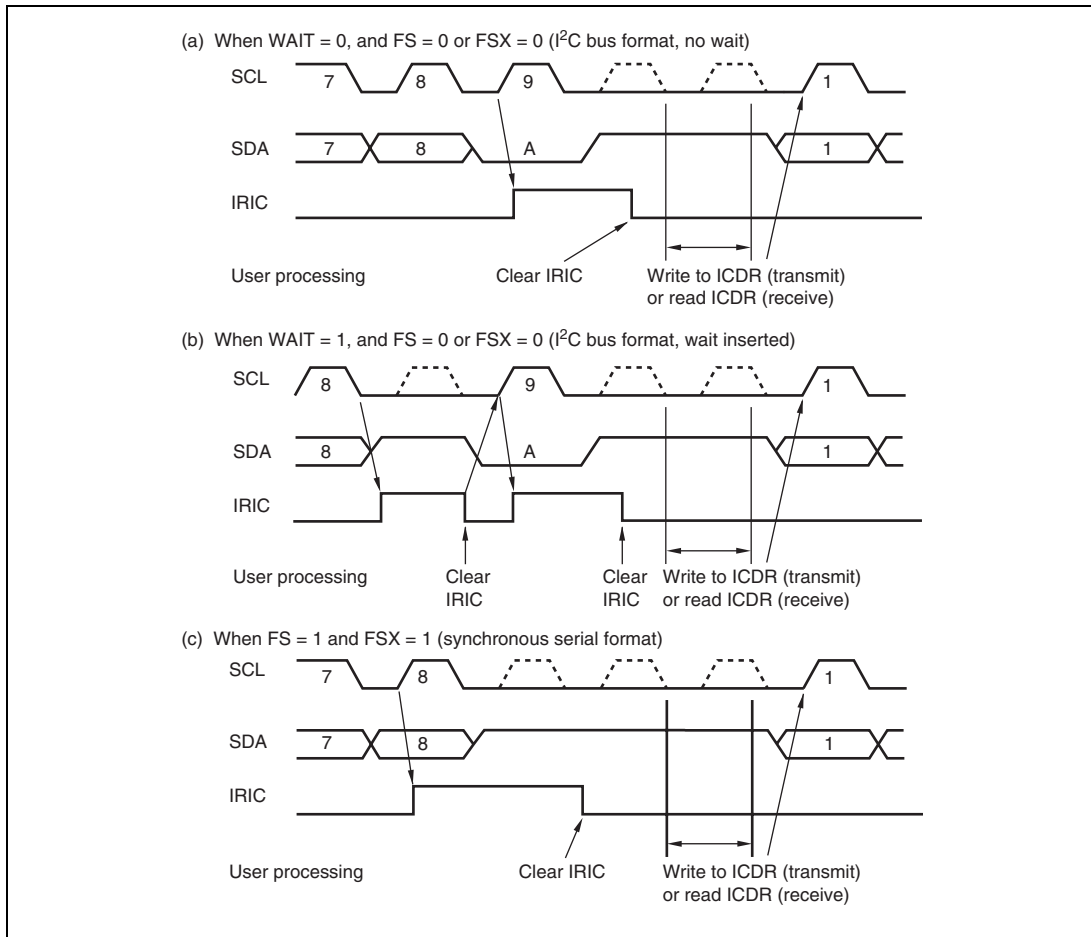 (a) When WAIT = 0, and FS = 0 or FSX = 0 (I²C bus format, no wait)
SCL 7 8 9 1
SDA 7 8 A 1
IRIC
User processing Clear IRIC Write to ICDR (transmit)
or read ICDR (receive)
(b) When WAIT = 1, and FS = 0 or FSX = 0 (I²C bus format, wait inserted)
SCL 8 9 1
SDA 8 A 1
IRIC
User processing Clear Clear Write to ICDR (transmit)
IRIC IRIC or read ICDR (receive)
(c) When FS = 1 and FSX = 1 (synchronous serial format)
SCL 7 8 1
SDA 7 8 1
IRIC
User processing Clear IRIC Write to ICDR (transmit)
or read ICDR (receive)